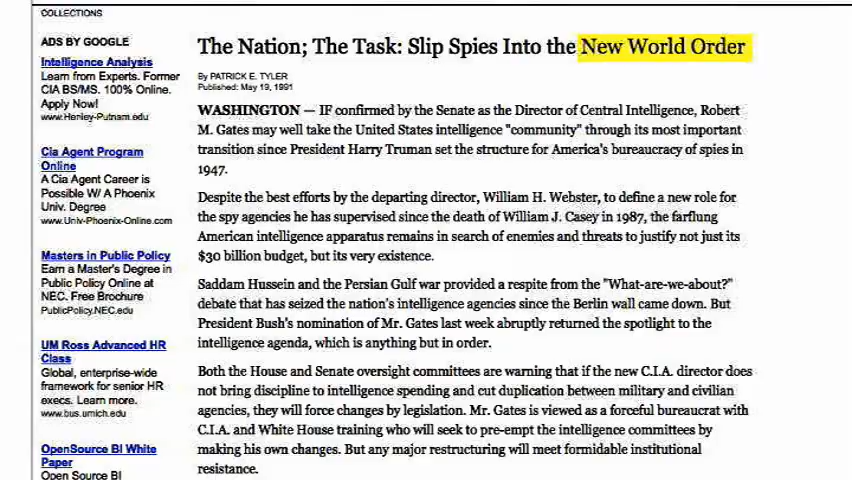 COLLECTIONS
ADS BY GOOGLE
Intelligence Analysis
Learn from Experts. Former
CIA BS/MS. 100% Online.
Apply Now!
www.Henley-Putnam.edu
Cia Agent Program
Online
A Cia Agent Career is
Possible W/ A Phoenix
Univ. Degree
www.Univ-Phoenix-Online.com
Masters in Public Policy
Earn a Master's Degree in
Public Policy Online at
NEC. Free Brochure
PublicPolicy.NEC.edu
UM Ross Advanced HR
Class
Global, enterprise-wide
framework for senior HR
execs. Learn more.
www.bus.umich.edu
OpenSource BI White
Paper
Open Source BI
The Nation; The Task: Slip Spies Into the New World Order
By PATRICK E. TYLER
Published: May 19, 1991
WASHINGTON — IF confirmed by the Senate as the Director of Central Intelligence, Robert
M. Gates may well take the United States intelligence "community" through its most important
transition since President Harry Truman set the structure for America's bureaucracy of spies in
1947.
Despite the best efforts by the departing director, William H. Webster, to define a new role for
the spy agencies he has supervised since the death of William J. Casey in 1987, the farflung
American intelligence apparatus remains in search of enemies and threats to justify not just its
$30 billion budget, but its very existence.
Saddam Hussein and the Persian Gulf war provided a respite from the "What-are-we-about?"
debate that has seized the nation's intelligence agencies since the Berlin wall came down. But
President Bush's nomination of Mr. Gates last week abruptly returned the spotlight to the
intelligence agenda, which is anything but in order.
Both the House and Senate oversight committees are warning that if the new C.I.A. director does
not bring discipline to intelligence spending and cut duplication between military and civilian
agencies, they will force changes by legislation. Mr. Gates is viewed as a forceful bureaucrat with
C.I.A. and White House training who will seek to pre-empt the intelligence committees by
making his own changes. But any major restructuring will meet formidable institutional
resistance.